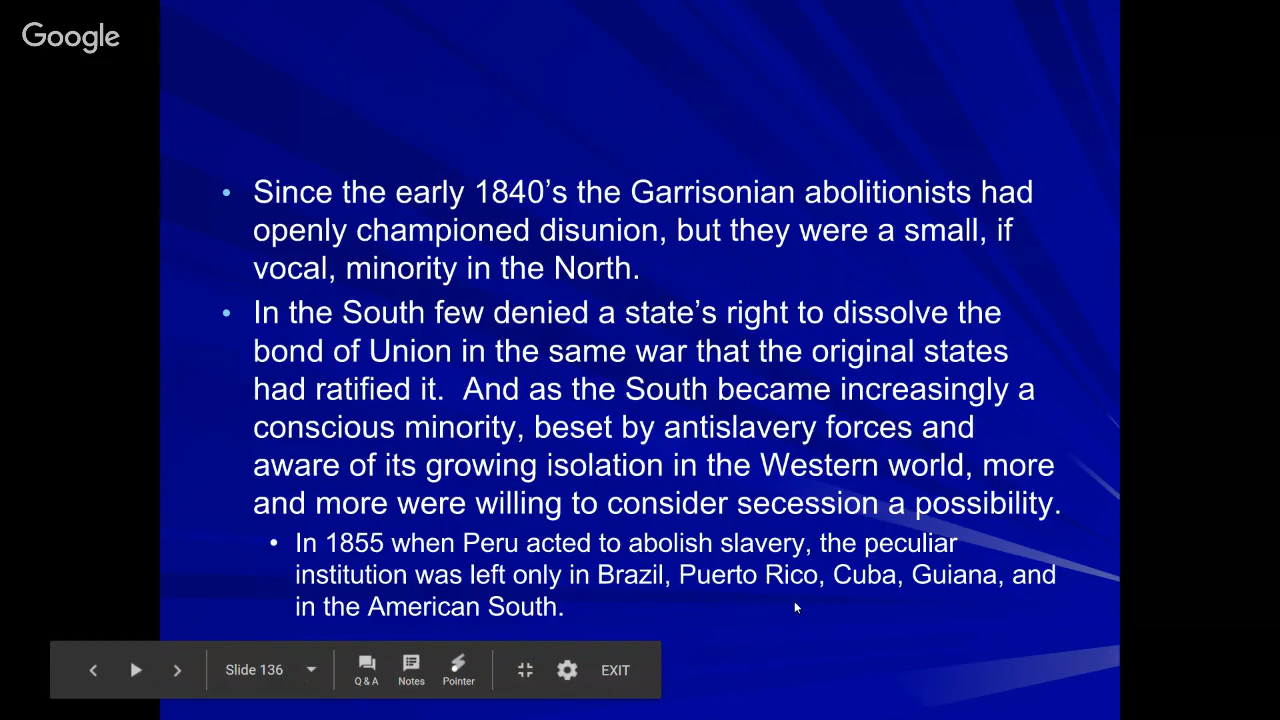 Google
• Since the early 1840’s the Garrisonian abolitionists had
openly championed disunion, but they were a small, if
vocal, minority in the North.
• In the South few denied a state’s right to dissolve the
bond of Union in the same war that the original states
had ratified it.  And as the South became increasingly a
conscious minority, beset by antislavery forces and
aware of its growing isolation in the Western world, more
and more were willing to consider secession a possibility.
• In 1855 when Peru acted to abolish slavery, the peculiar
institution was left only in Brazil, Puerto Rico, Cuba, Guiana, and
in the American South.
Slide 136
Q & A
Notes
Pointer
EXIT